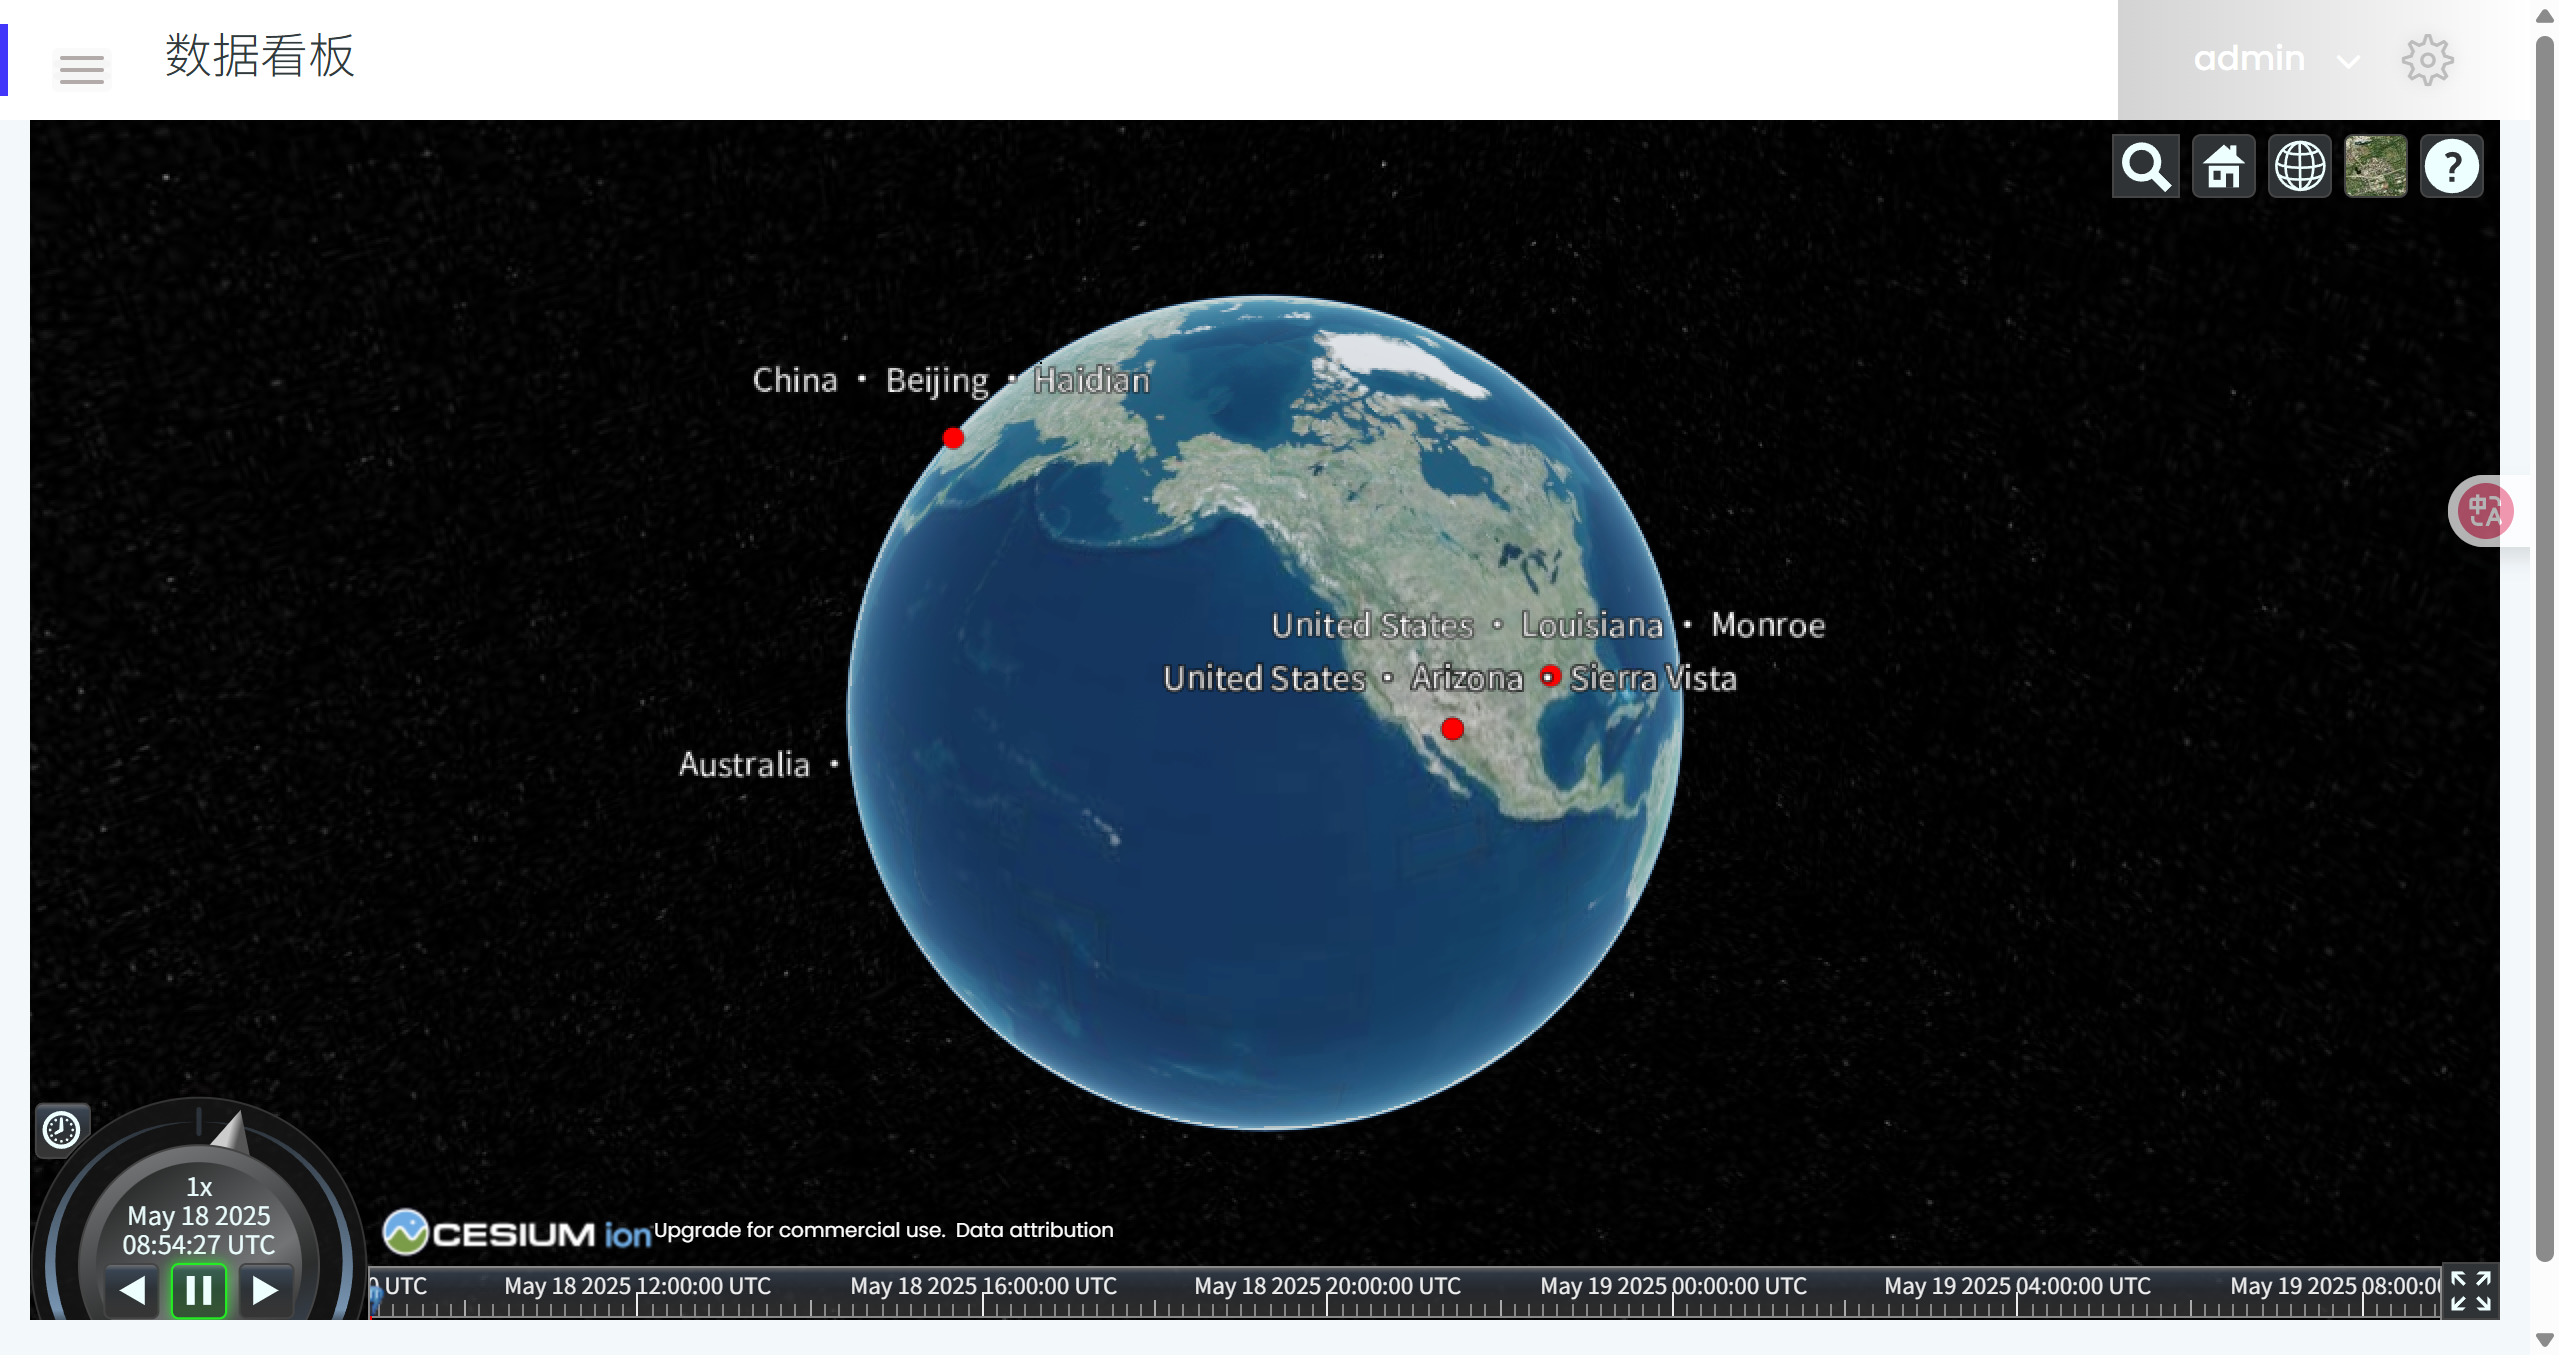 数据看板
admin
China · Beijing · Haidian
United States · Louisiana · Monroe
United States · Arizona · Sierra Vista
Australia ·
1x
May 18 2025
08:54:27 UTC
CESIUM ion Upgrade for commercial use. Data attribution
0 UTC May 18 2025 12:00:00 UTC May 18 2025 16:00:00 UTC May 18 2025 20:00:00 UTC May 19 2025 00:00:00 UTC May 19 2025 04:00:00 UTC May 19 2025 08:00:0
?
中A